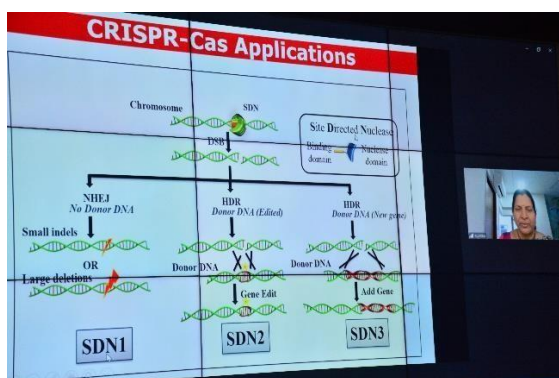 CRISPR-Cas Applications
Chromosome
SDN
Site Directed Nuclease
Binding domain
Nuclease domain
DSB
NHEJ
No Donor DNA
HDR
Donor DNA (Edited)
HDR
Donor DNA (New gene)
Small indels
OR
Large deletions
Donor DNA
Gene Edit
Donor DNA
Add Gene
SDN1
SDN2
SDN3